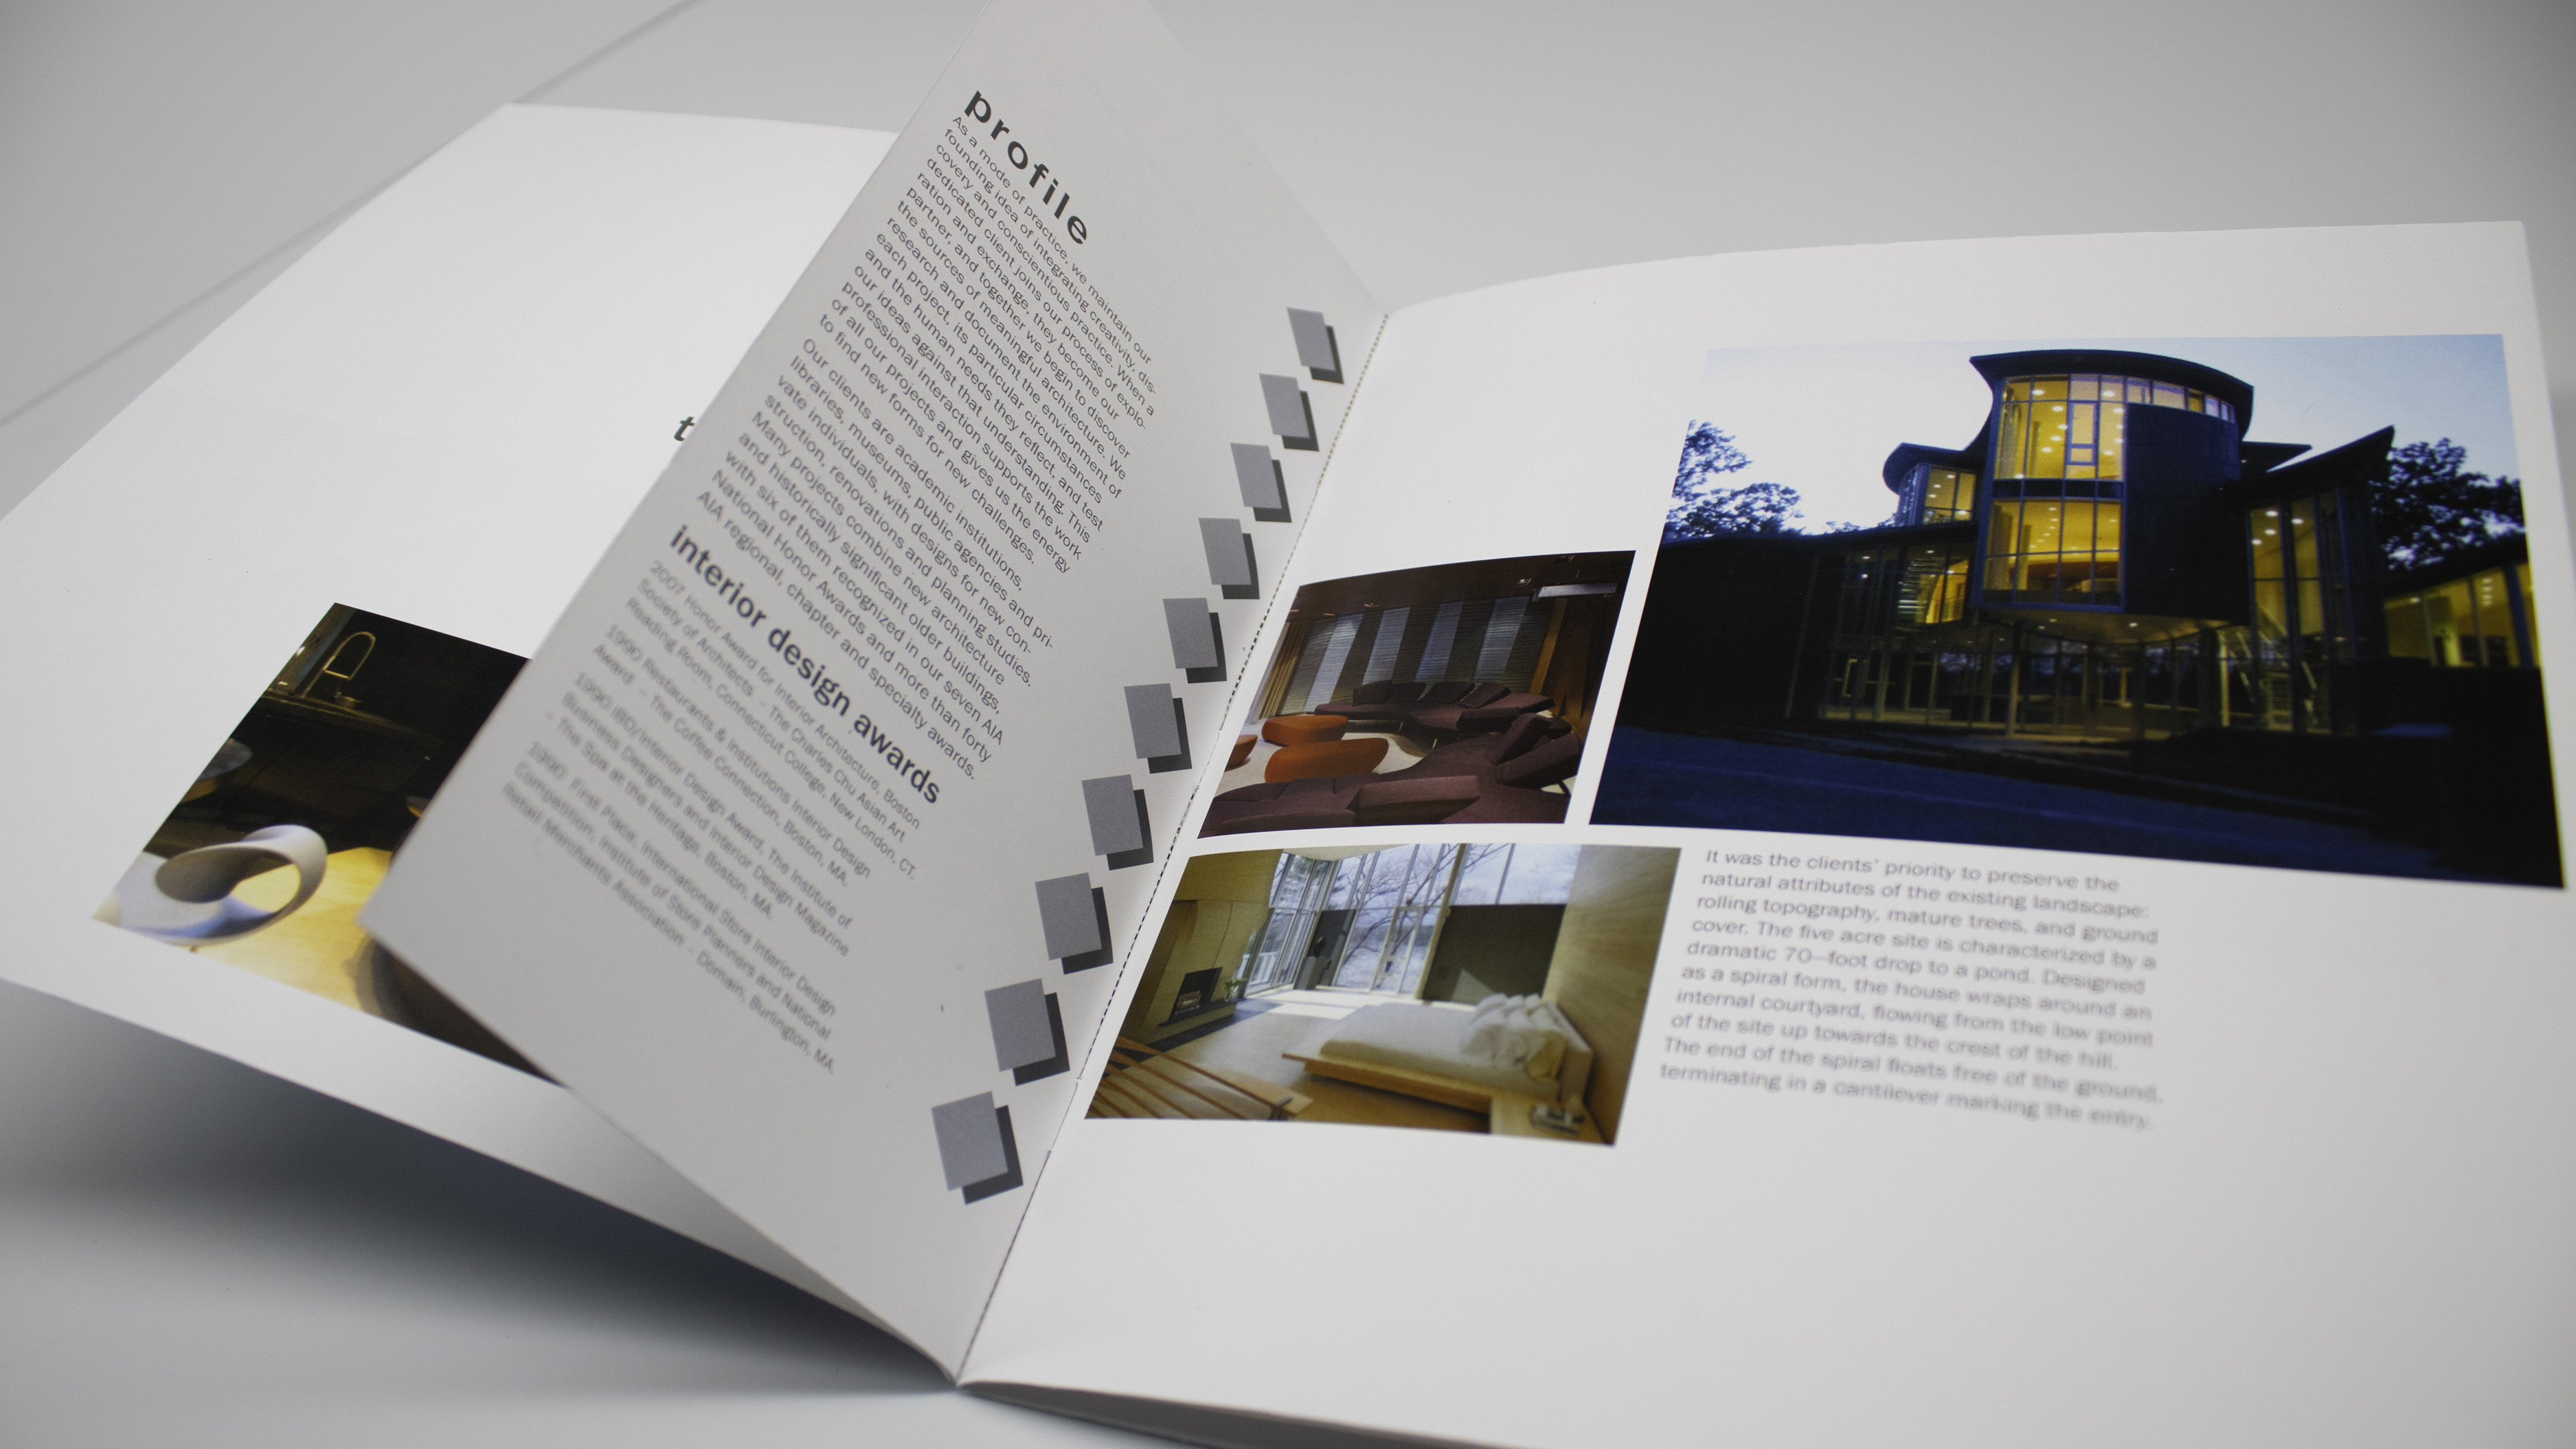 t
profile
As a mode of practice, we maintain our
founding idea of integrating creativity, dis-
covery and conscientious practice. When a
dedicated client joins our process of explo-
ration and exchange, they become our
partner, and together we begin to discover
the sources of meaningful architecture. We
research and document the environment of
each project, its particular circumstances
and the human needs they reflect, and test
our ideas against that understanding. This
professional interaction supports the work
of all our projects and gives us the energy
to find new forms for new challenges.
Our clients are academic institutions,
libraries, museums, public agencies and pri-
vate individuals, with designs for new con-
struction, renovations and planning studies.
Many projects combine new architecture
and historically significant older buildings,
with six of them recognized in our seven AIA
National Honor Awards and more than forty
AIA regional, chapter and specialty awards.
interior design awards
2007 Honor Award for Interior Architecture, Boston
Society of Architects – The Charles Chu Asian Art
Reading Room, Connecticut College, New London, CT.
1990 Restaurants & Institutions Interior Design
Award – The Coffee Connection, Boston, MA.
1990 IBD/Interior Design Award, The Institute of
Business Designers and Interior Design Magazine
– The Spa at the Heritage, Boston, MA.
1990 First Place, International Store Interior Design
Competition, Institute of Store Planners and National
Retail Merchants Association – Domain, Burlington, MA.
It was the clients' priority to preserve the
natural attributes of the existing landscape:
rolling topography, mature trees, and ground
cover. The five acre site is characterized by a
dramatic 70—foot drop to a pond. Designed
as a spiral form, the house wraps around an
internal courtyard, flowing from the low point
of the site up towards the crest of the hill.
The end of the spiral floats free of the ground,
terminating in a cantilever marking the entry.